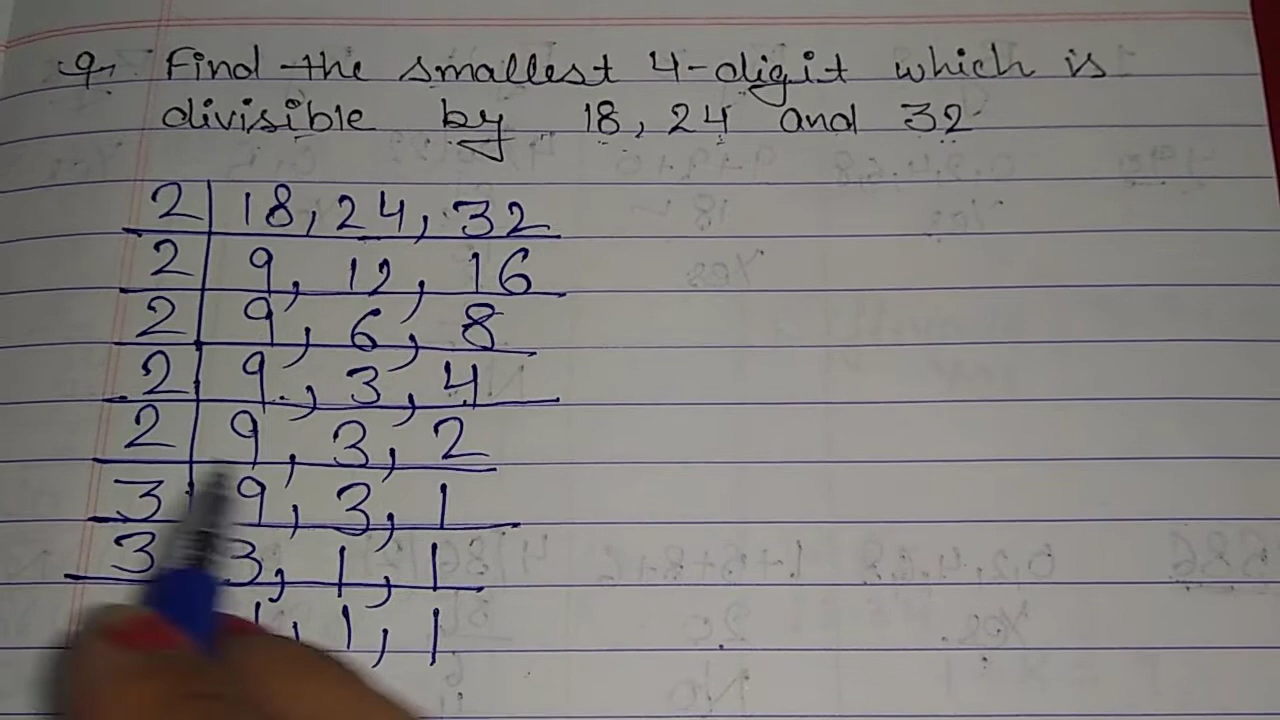 Q. Find the smallest 4-digit which is
divisible by 18, 24 and 32
2 | 18, 24, 32
2 | 9, 12, 16
2 | 9, 6, 8
2 | 9, 3, 4
2 | 9, 3, 2
3 | 9, 3, 1
3 | 3, 1, 1
1, 1, 1